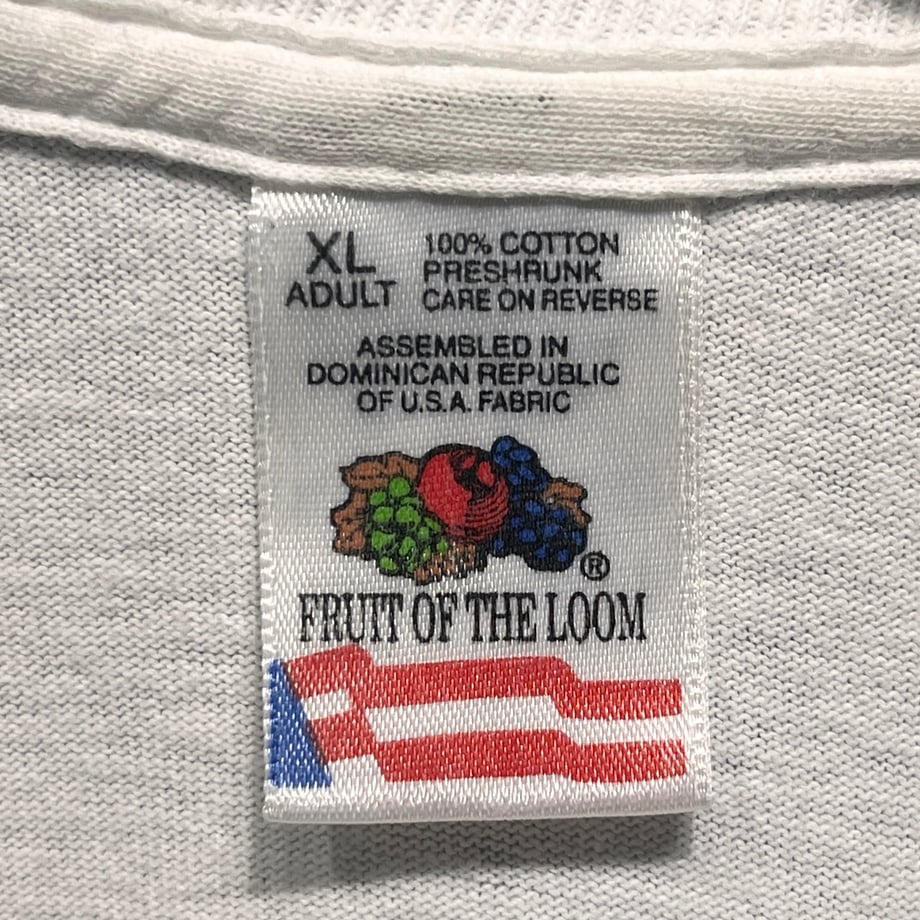 XL
ADULT
100% COTTON
PRESHRUNK
CARE ON REVERSE
ASSEMBLED IN
DOMINICAN REPUBLIC
OF U.S.A. FABRIC
®
FRUIT OF THE LOOM